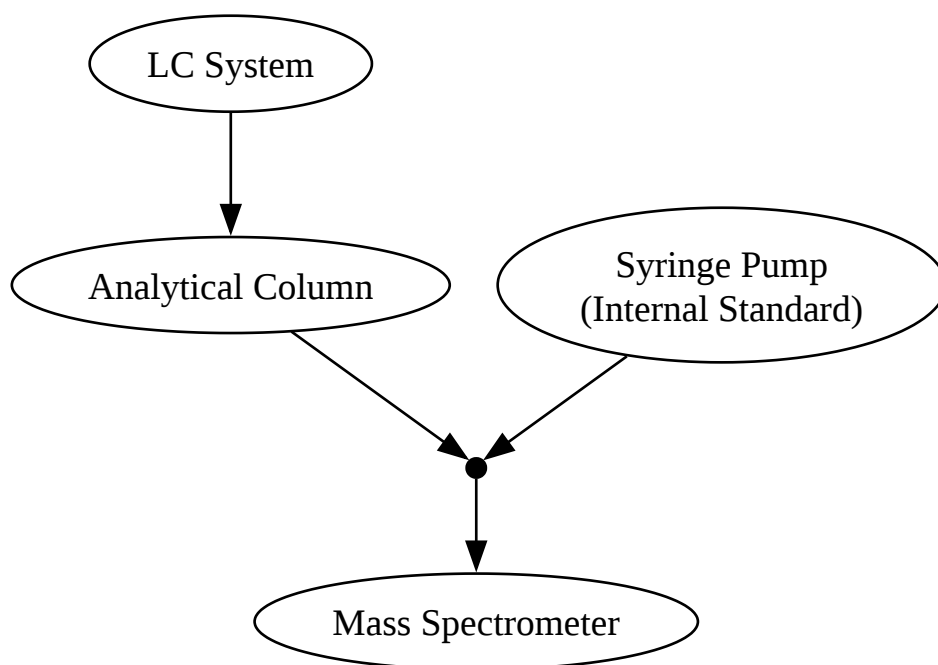 LC System
Analytical Column
Syringe Pump
(Internal Standard)
Mass Spectrometer